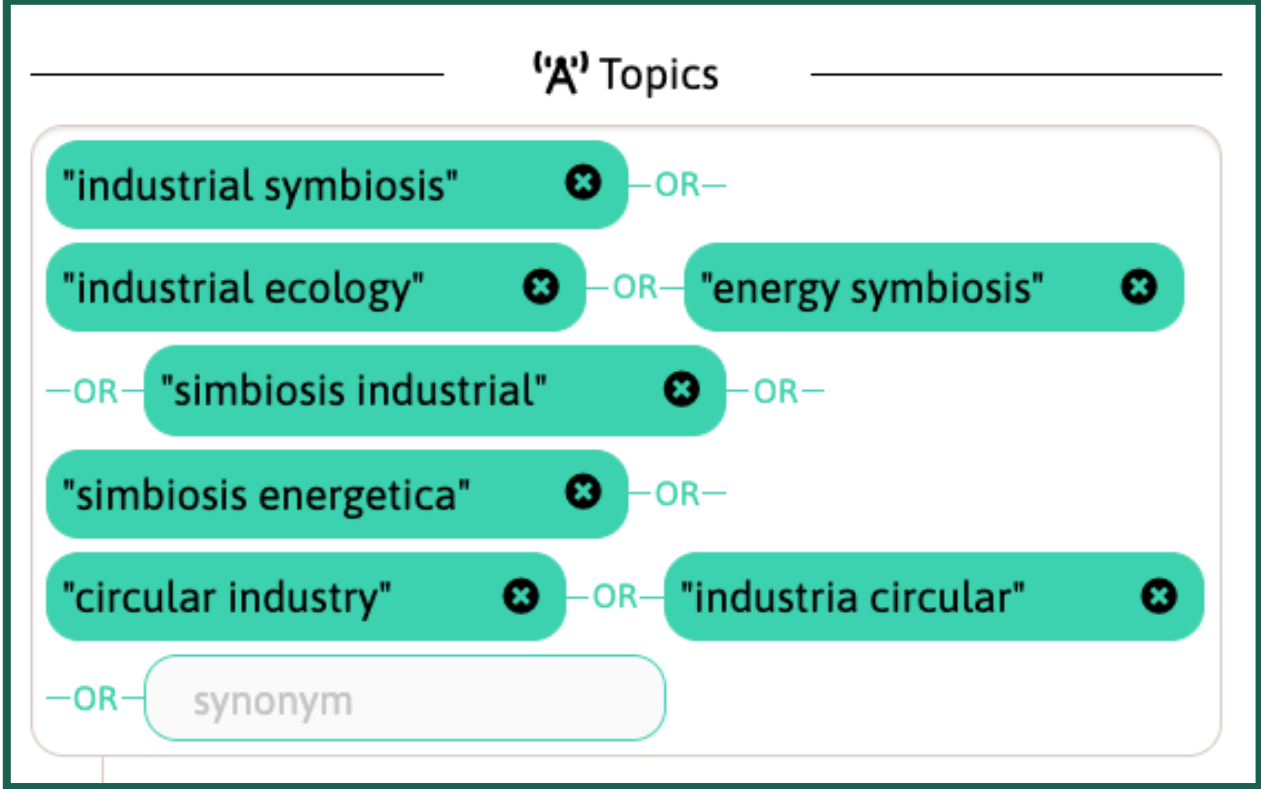 Topics
"industrial symbiosis" OR
"industrial ecology" OR "energy symbiosis"
OR "simbiosis industrial" OR
"simbiosis energetica" OR
"circular industry" OR "industria circular"
OR synonym